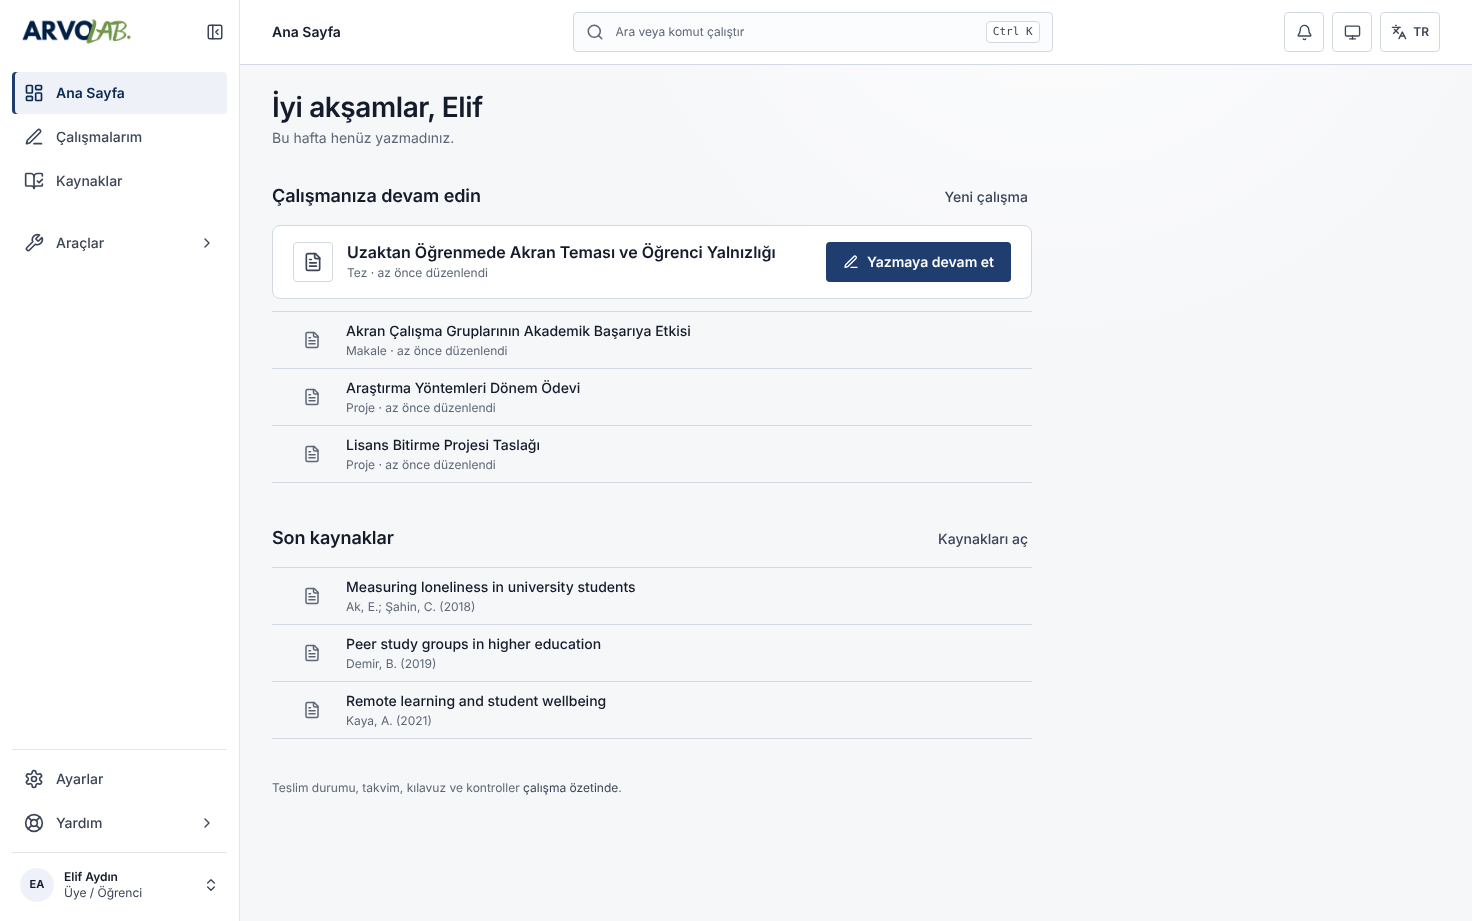 ARVOLAB.
Ana Sayfa
Çalışmalarım
Kaynaklar
Araçlar
Ayarlar
Yardım
EA
Elif Aydın
Üye / Öğrenci
Ana Sayfa
Ara veya komut çalıştır
Ctrl K
TR
İyi akşamlar, Elif
Bu hafta henüz yazmadınız.
Çalışmanıza devam edin
Yeni çalışma
Uzaktan Öğrenmede Akran Teması ve Öğrenci Yalnızlığı
Tez · az önce düzenlendi
Yazmaya devam et
Akran Çalışma Gruplarının Akademik Başarıya Etkisi
Makale · az önce düzenlendi
Araştırma Yöntemleri Dönem Ödevi
Proje · az önce düzenlendi
Lisans Bitirme Projesi Taslağı
Proje · az önce düzenlendi
Son kaynaklar
Kaynakları aç
Measuring loneliness in university students
Ak, E.; Şahin, C. (2018)
Peer study groups in higher education
Demir, B. (2019)
Remote learning and student wellbeing
Kaya, A. (2021)
Teslim durumu, takvim, kılavuz ve kontroller çalışma özetinde.